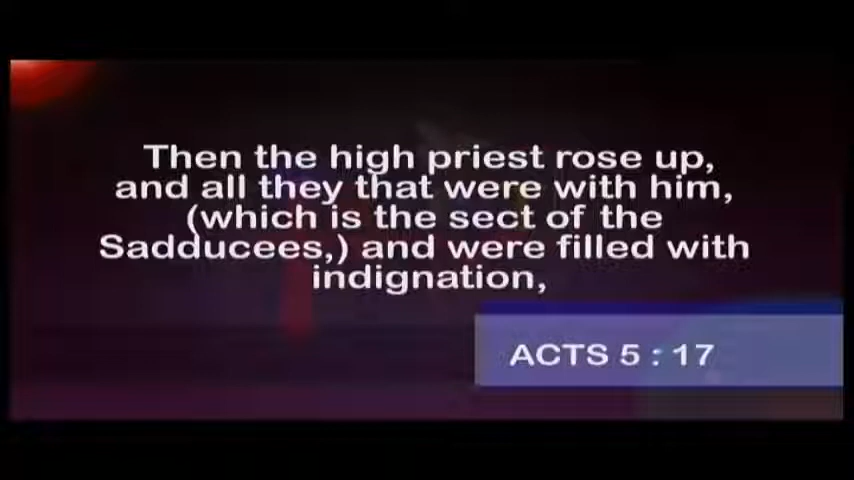 Then the high priest rose up,
and all they that were with him,
(which is the sect of the
Sadducees,) and were filled with
indignation,
ACTS 5 : 17